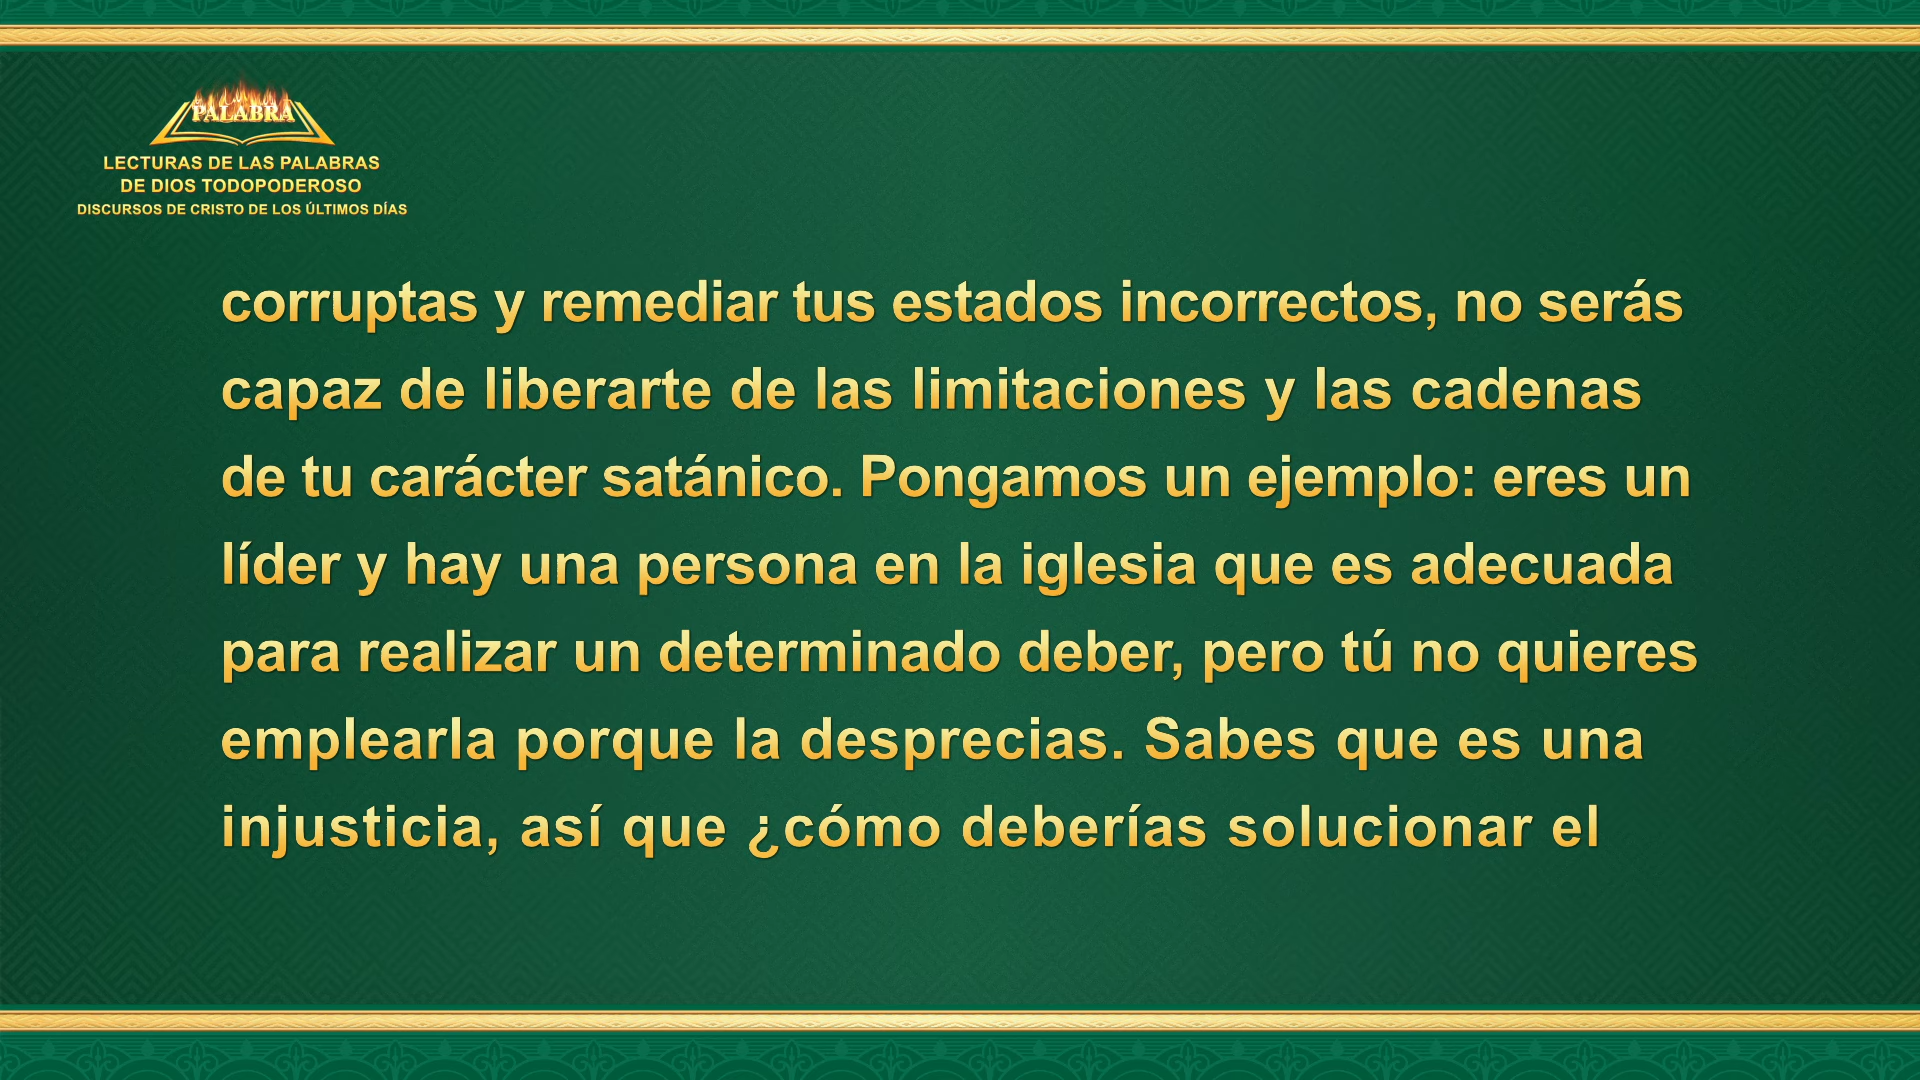 PALABRA
LECTURAS DE LAS PALABRAS
DE DIOS TODOPODEROSO
DISCURSOS DE CRISTO DE LOS ÚLTIMOS DÍAS
corruptas y remediar tus estados incorrectos, no serás
capaz de liberarte de las limitaciones y las cadenas
de tu carácter satánico. Pongamos un ejemplo: eres un
líder y hay una persona en la iglesia que es adecuada
para realizar un determinado deber, pero tú no quieres
emplearla porque la desprecias. Sabes que es una
injusticia, así que ¿cómo deberías solucionar el